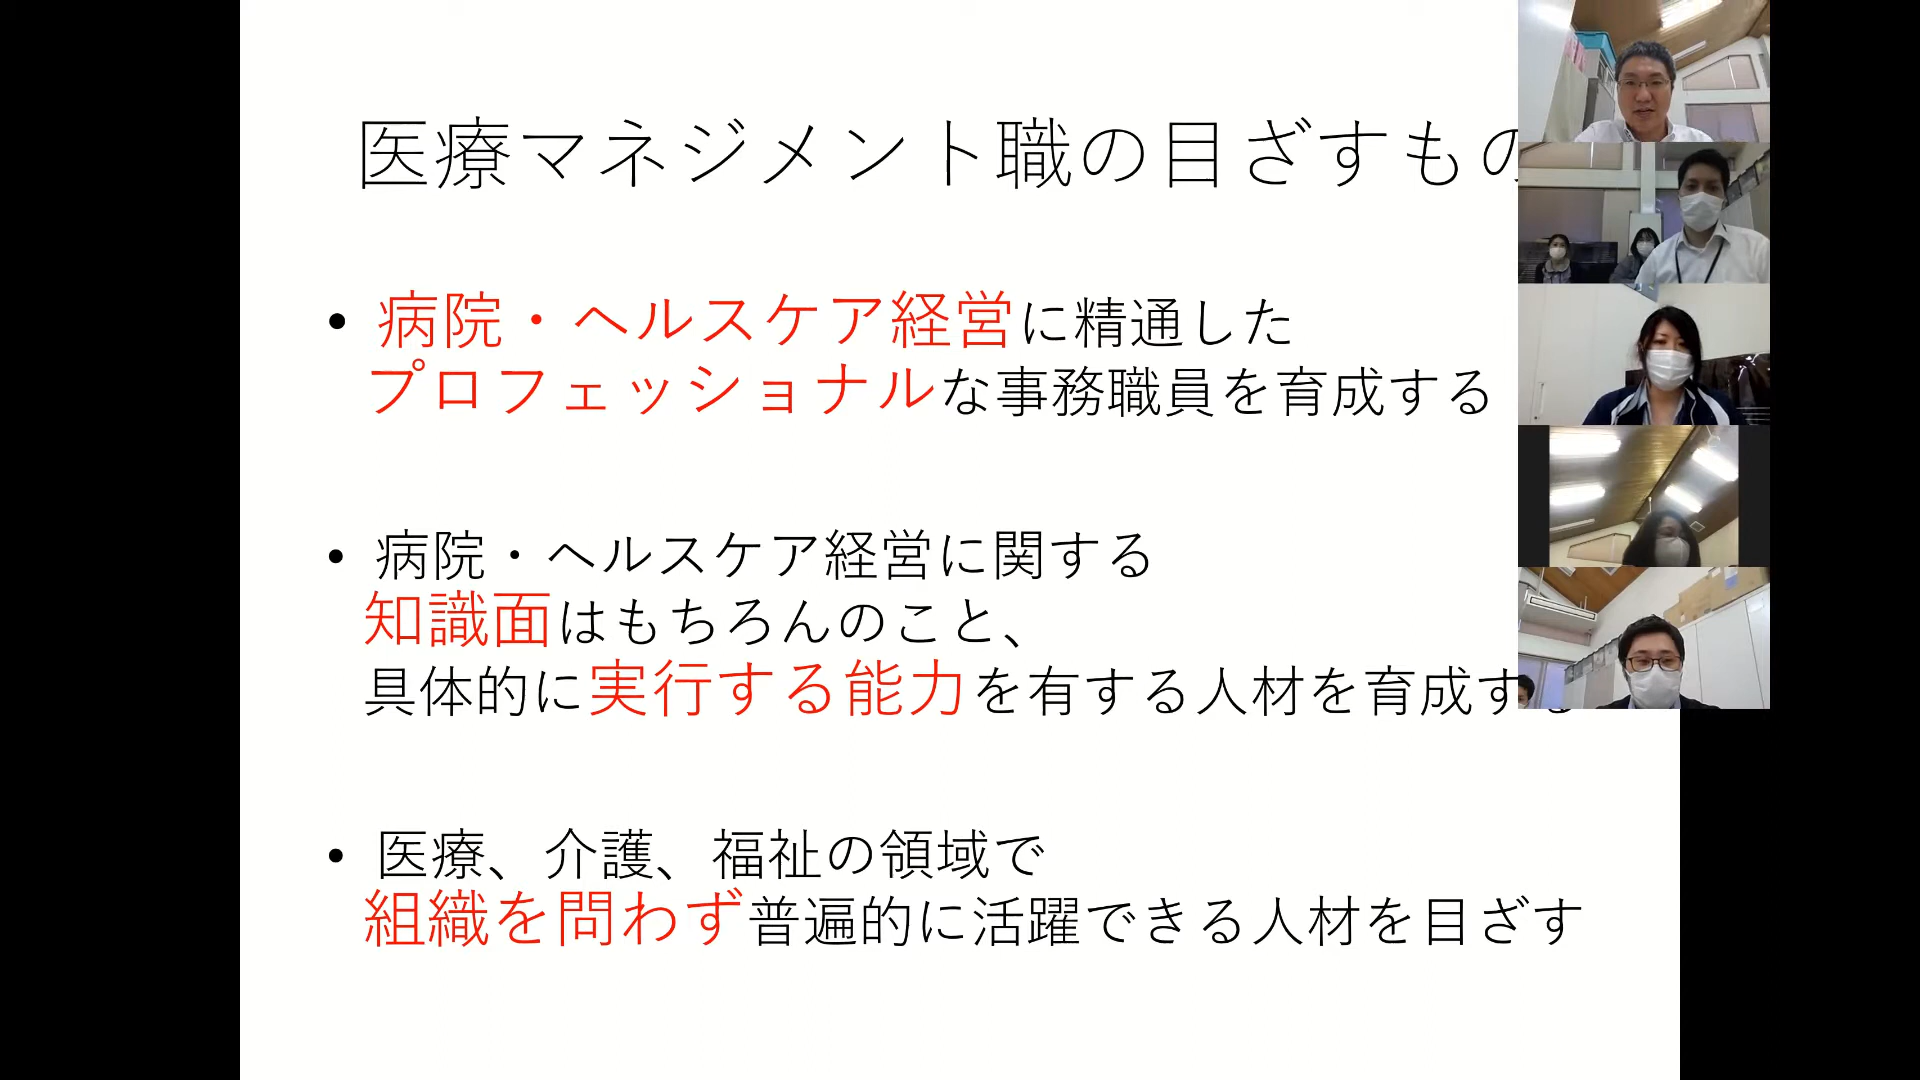 医療マネジメント職の目ざすもの
• 病院・ヘルスケア経営に精通した
プロフェッショナルな事務職員を育成する
• 病院・ヘルスケア経営に関する
知識面はもちろんのこと、
具体的に実行する能力を有する人材を育成する
• 医療、介護、福祉の領域で
組織を問わず普遍的に活躍できる人材を目ざす